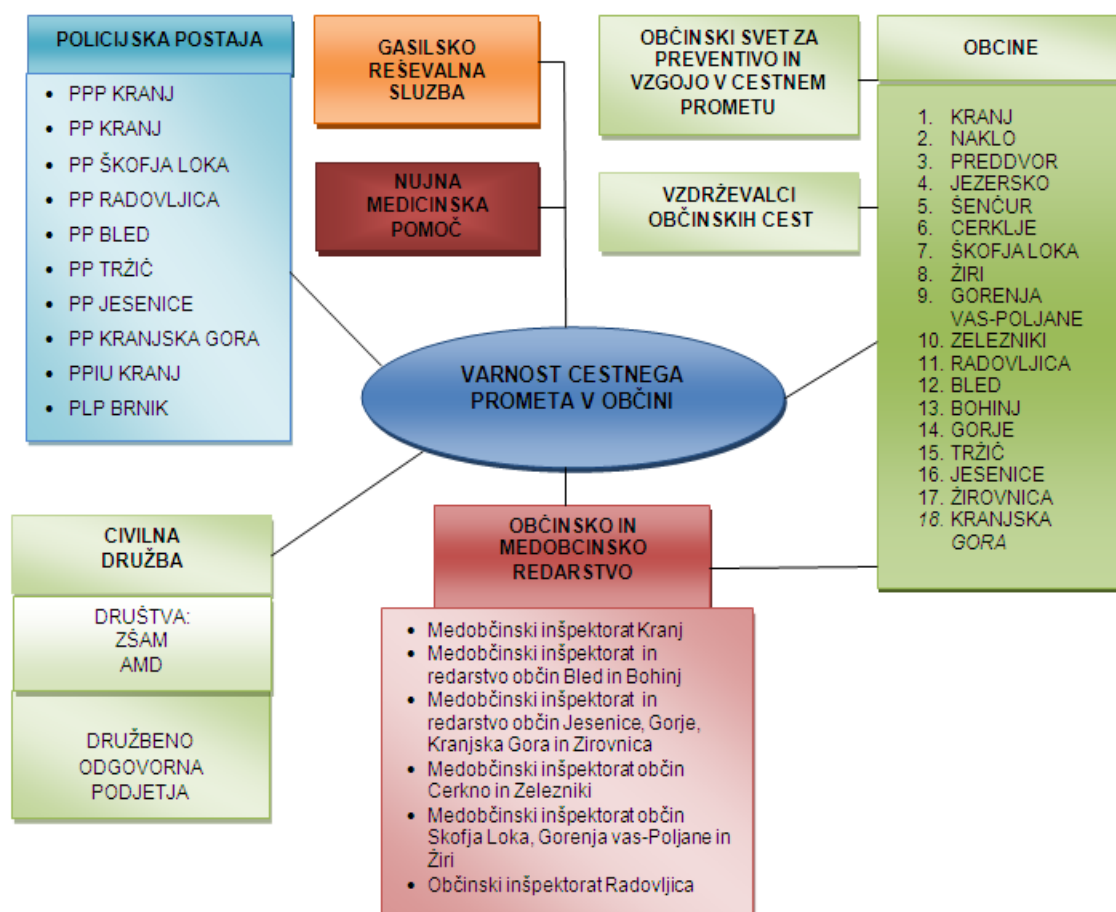 POLICIJSKA POSTAJA
• PPP KRANJ
• PP KRANJ
• PP ŠKOFJA LOKA
• PP RADOVLJICA
• PP BLED
• PP TRŽIČ
• PP JESENICE
• PP KRANJSKA GORA
• PPIU KRANJ
• PLP BRNIK
GASILSKO
REŠEVALNA
SLUZBA
NUJNA
MEDICINSKA
POMOČ
OBČINSKI SVET ZA
PREVENTIVO IN
VZGOJO V CESTNEM
PROMETU
VZDRŽEVALCI
OBČINSKIH CEST
OBCINE
1. KRANJ
2. NAKLO
3. PREDDVOR
4. JEZERSKO
5. ŠENČUR
6. CERKLJE
7. ŠKOFJA LOKA
8. ŽIRI
9. GORENJA
VAS-POLJANE
10. ZELEZNIKI
11. RADOVLJICA
12. BLED
13. BOHINJ
14. GORJE
15. TRŽIČ
16. JESENICE
17. ŽIROVNICA
18. KRANJSKA
GORA
VARNOST CESTNEGA
PROMETA V OBČINI
CIVILNA
DRUŽBA
DRUŠTVA:
ZŠAM
AMD
DRUŽBENO
ODGOVORNA
PODJETJA
OBČINSKO IN
MEDOBCINSKO
REDARSTVO
• Medobčinski inšpektorat Kranj
• Medobčinski inšpektorat in
redarstvo občin Bled in Bohinj
• Medobčinski inšpektorat in
redarstvo občin Jesenice, Gorje,
Kranjska Gora in Zirovnica
• Medobčinski inšpektorat občin
Cerkno in Zelezniki
• Medobčinski inšpektorat občin
Skofja Loka, Gorenja vas-Poljane in
Žiri
• Občinski inšpektorat Radovljica